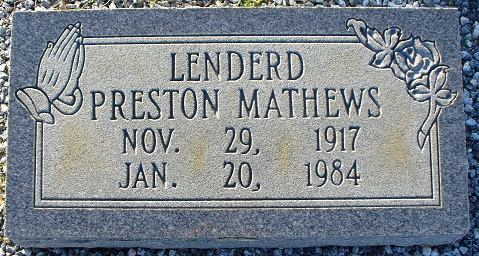 LENDERD
PRESTON MATHEWS
NOV. 29, 1917
JAN. 20, 1984